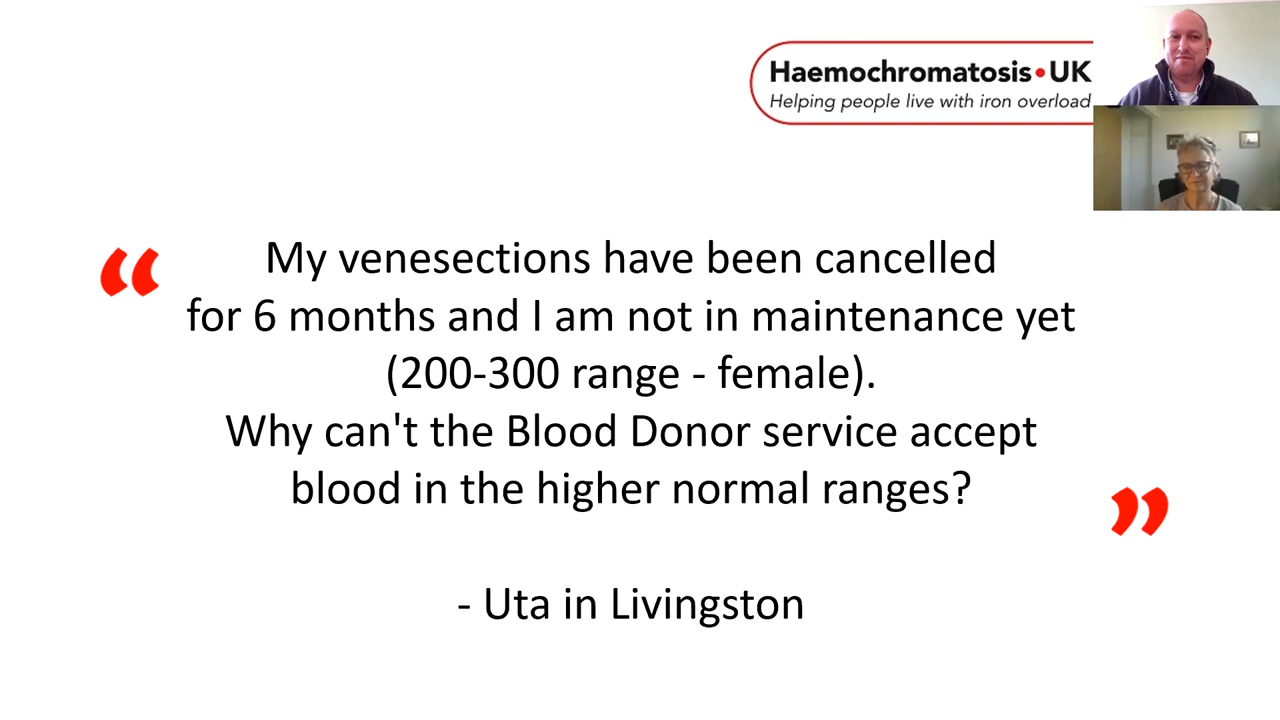 Haemochromatosis•UK
Helping people live with iron overload
“ My venesections have been cancelled
for 6 months and I am not in maintenance yet
(200-300 range - female).
Why can't the Blood Donor service accept
blood in the higher normal ranges? ”
- Uta in Livingston